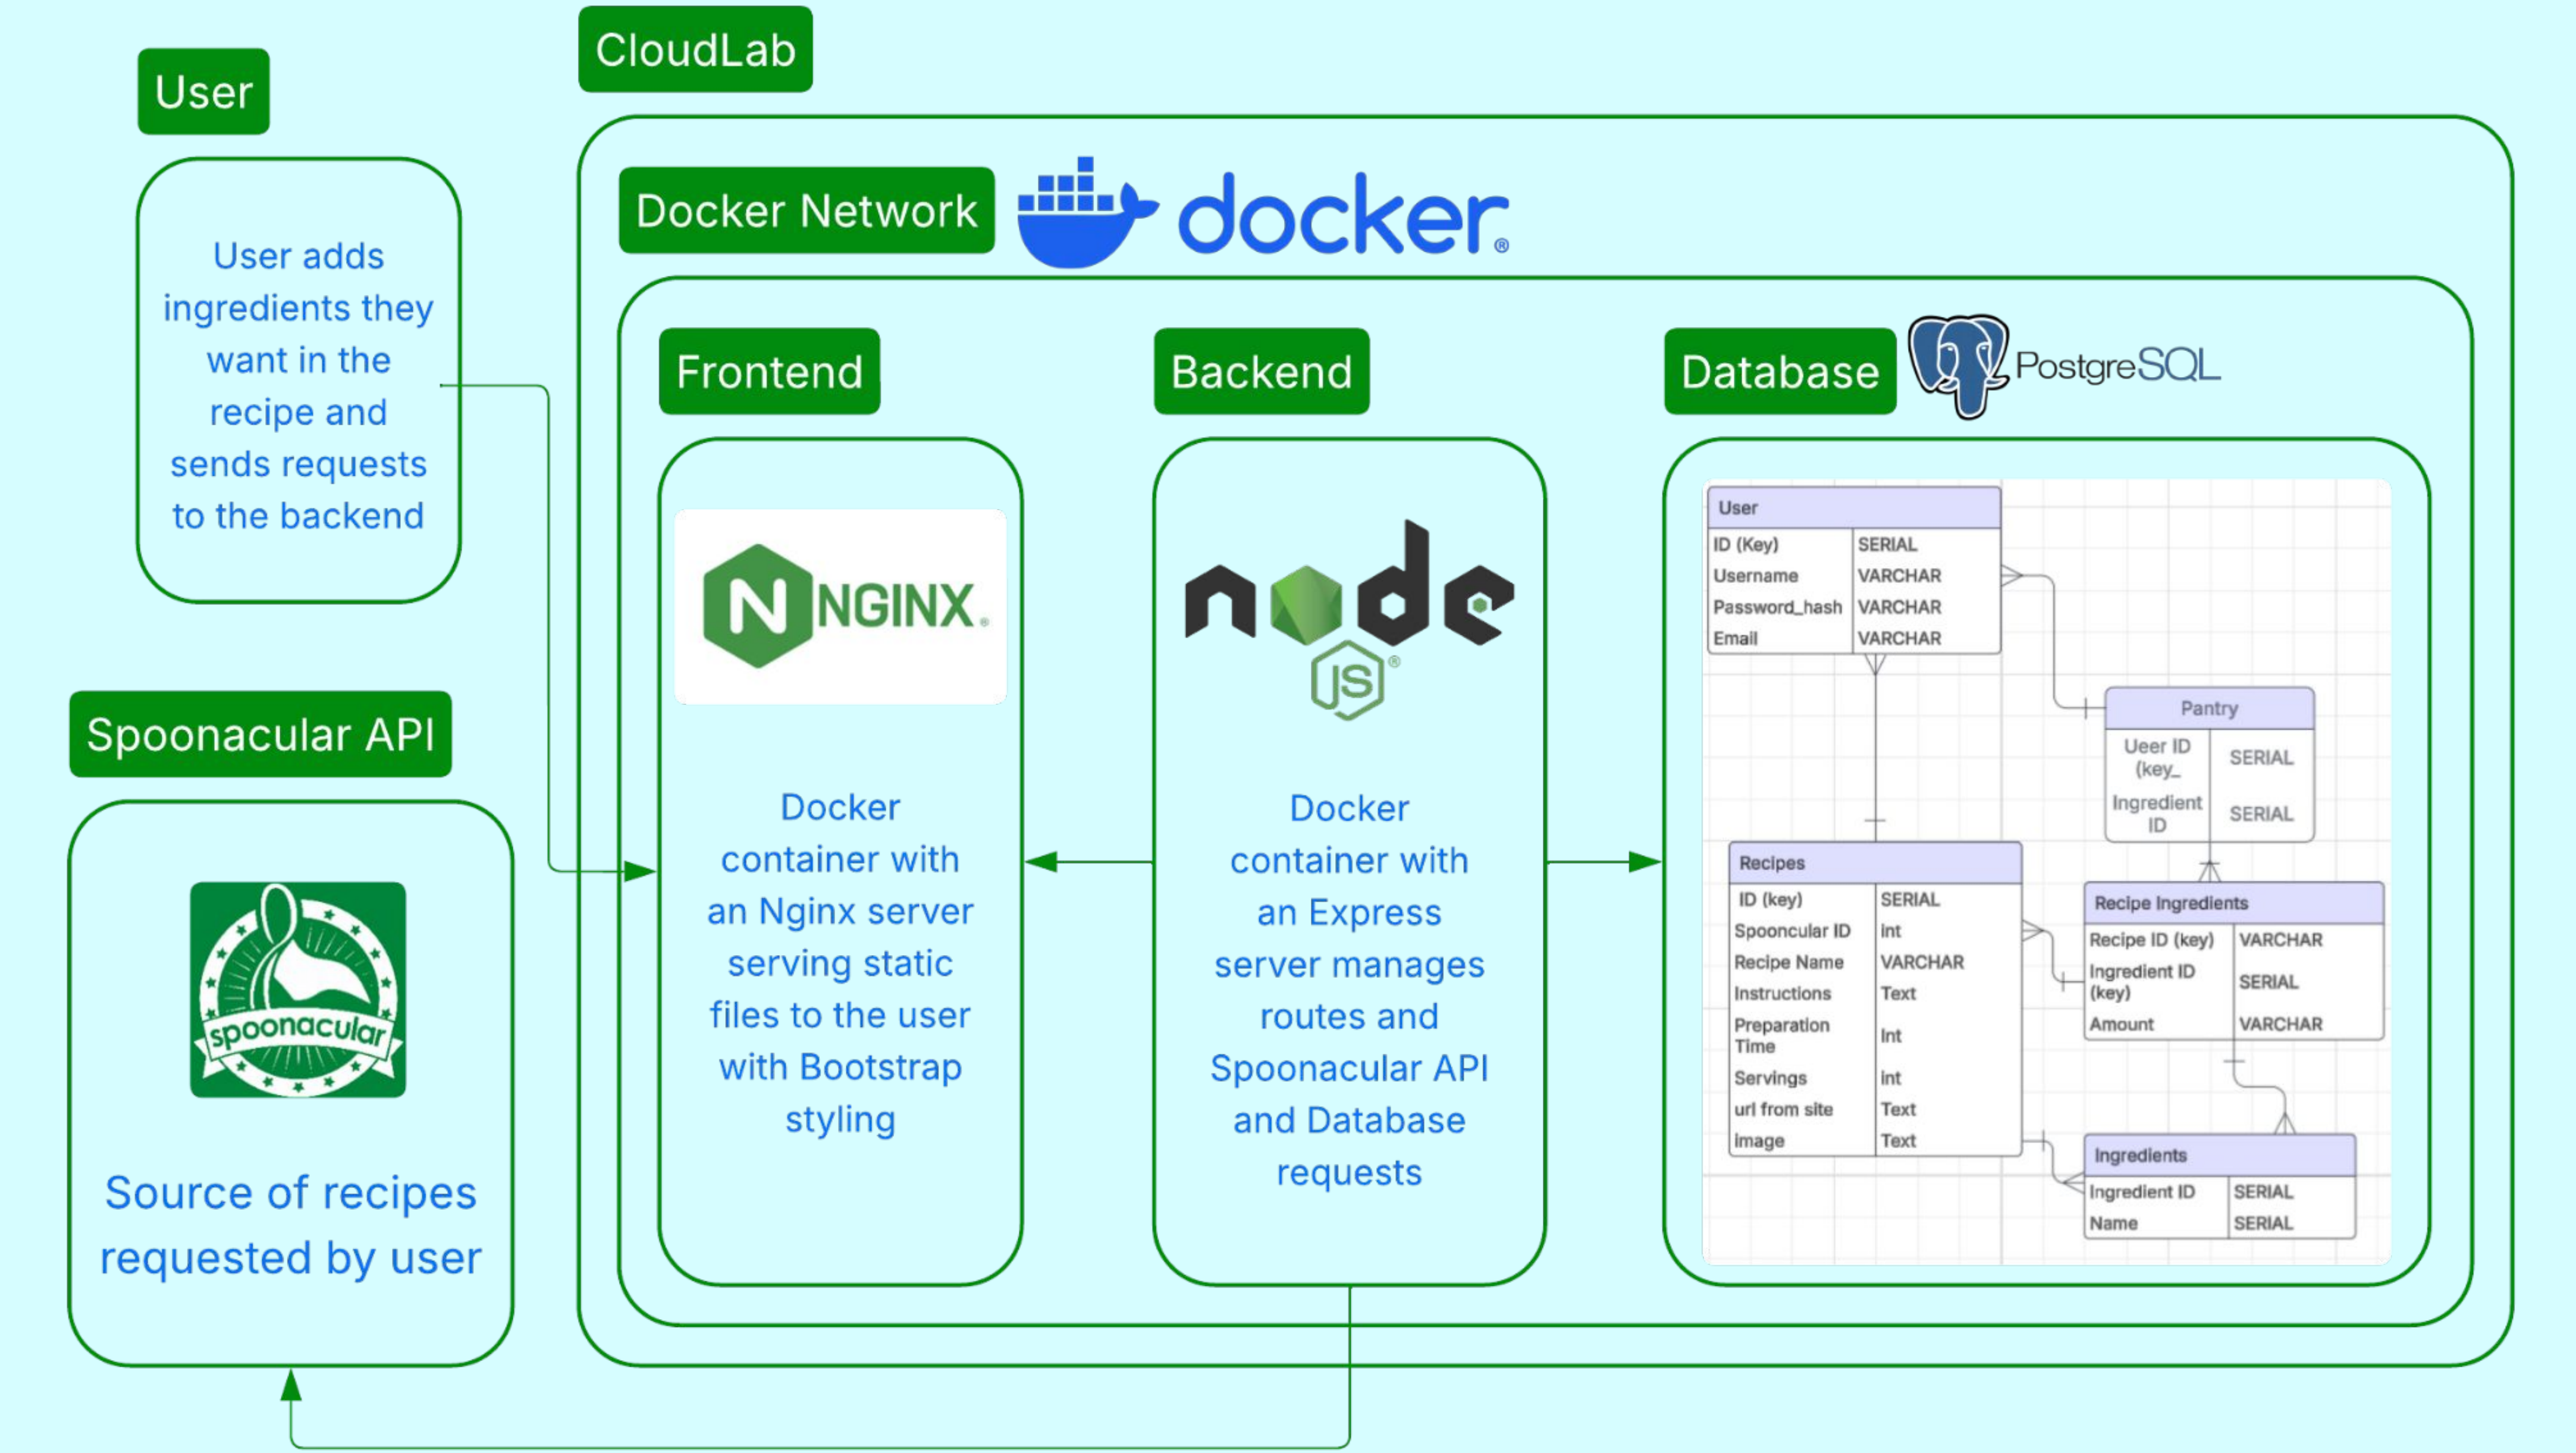 CloudLab
User
User adds
ingredients they
want in the
recipe and
sends requests
to the backend
Docker Network
docker®
Frontend
NGINX®
Docker
container with
an Nginx server
serving static
files to the user
with Bootstrap
styling
Backend
node
JS®
Docker
container with
an Express
server manages
routes and
Spoonacular API
and Database
requests
Database
PostgreSQL
User
ID (Key) SERIAL
Username VARCHAR
Password_hash VARCHAR
Email VARCHAR
Pantry
Ueer ID
(key_
SERIAL
Ingredient
ID
SERIAL
Recipes
ID (key) SERIAL
Spooncular ID int
Recipe Name VARCHAR
Instructions Text
Preparation
Time
Int
Servings int
url from site Text
image Text
Recipe Ingredients
Recipe ID (key) VARCHAR
Ingredient ID
(key)
SERIAL
Amount VARCHAR
Ingredients
Ingredient ID SERIAL
Name SERIAL
Spoonacular API
spoonacular
Source of recipes
requested by user